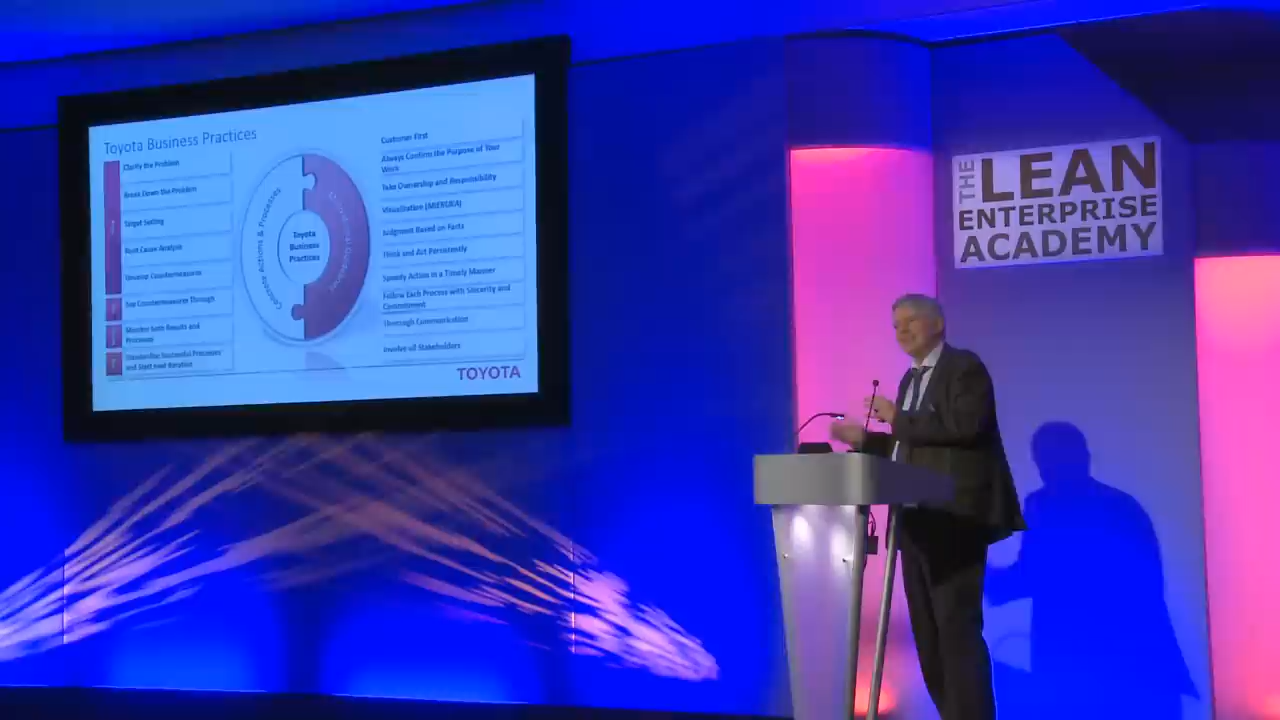 Toyota Business Practices
Clarify the Problem
Break Down the Problem
Target Setting
Root Cause Analysis
Develop Countermeasures
See Countermeasures Through
Monitor both Results and
Processes
Standardise Successful Processes
and Start next Iteration
Concrete Actions & Processes
Toyota
Business
Practices
Customer First
Always Confirm the Purpose of Your
Work
Take Ownership and Responsibility
Visualization (MIERUKA)
Judgment Based on Facts
Think and Act Persistently
Speedy Action in a Timely Manner
Follow Each Process with Sincerity and
Commitment
Thorough Communication
Involve all Stakeholders
TOYOTA
THE
LEAN
ENTERPRISE
ACADEMY